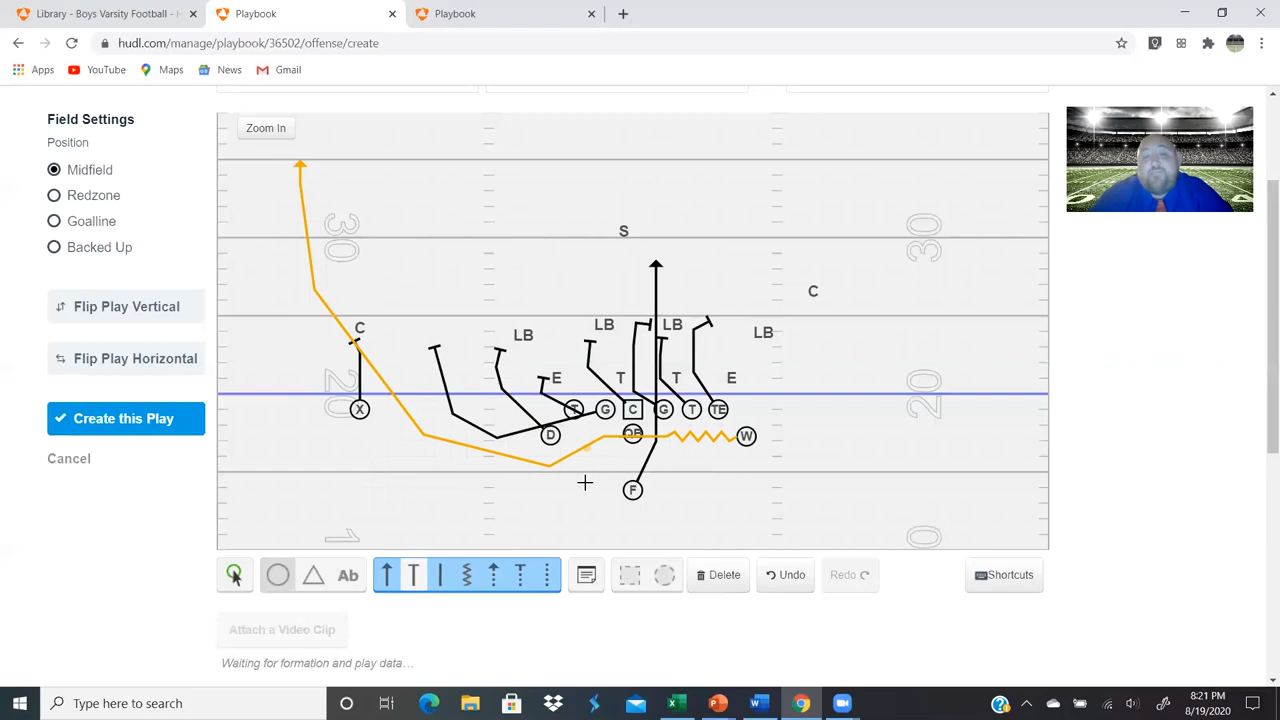 Library - Boys Varsity Football -
Playbook
Playbook
hudl.com/manage/playbook/36502/offense/create
Apps YouTube Maps News Gmail
Field Settings
Position
Midfield
Redzone
Goalline
Backed Up
Flip Play Vertical
Flip Play Horizontal
Create this Play
Cancel
Zoom In
30 S 30
C
C LB LB LB LB
E T T E
20 20
X T G C G T TE
D QB W
F
1 0
Ab Delete Undo Redo Shortcuts
Attach a Video Clip
Waiting for formation and play data...
Type here to search
8:21 PM
8/19/2020